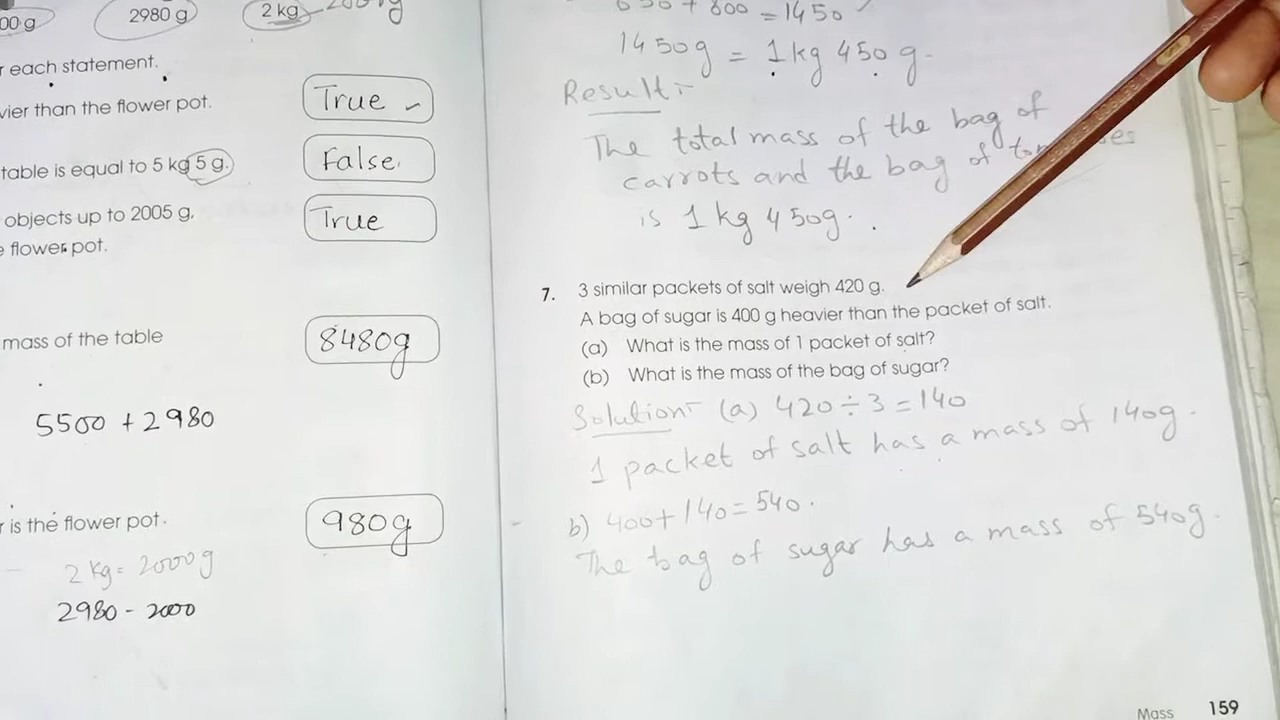 00 g 2980 g 2 kg 2000g
r each statement.
vier than the flower pot. True
table is equal to 5 kg 5 g. False
objects up to 2005 g, True
e flower pot.
mass of the table 8480g
5500 + 2980
r is the flower pot. 980g
2 kg = 2000g
2980 - 2000
650 + 800 = 1450
1450g = 1 kg 450 g.
Result:-
The total mass of the bag of
carrots and the bag of
is 1 kg 450g.
7. 3 similar packets of salt weigh 420 g.
A bag of sugar is 400 g heavier than the packet of salt.
(a) What is the mass of 1 packet of salt?
(b) What is the mass of the bag of sugar?
Solution:- (a) 420 ÷ 3 = 140
1 packet of salt has a mass of 140g.
b) 400 + 140 = 540.
The bag of sugar has a mass of 540g.
Mass 159